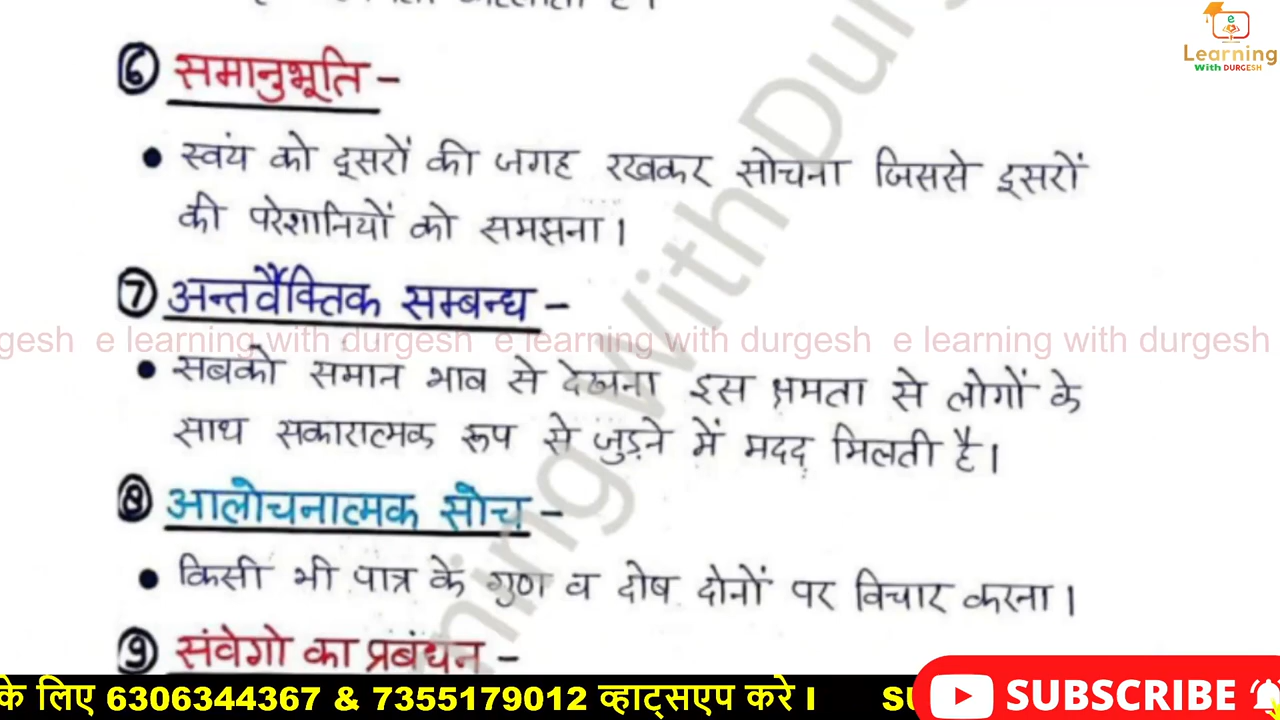 e
Learning
With DURGESH
⑥ समानुभूति -
• स्वंय को दूसरों की जगह रखकर सोचना जिससे दूसरों
की परेशानियों को समझना।
⑦ अन्तर्वैक्तिक सम्बन्ध -
durgesh e learning with durgesh e learning with durgesh e learning with durgesh
• सबको समान भाव से देखना इस क्षमता से लोगों के
साथ सकारात्मक रूप से जुड़ने में मदद मिलती है।
⑧ आलोचनात्मक सोच -
• किसी भी पात्र के गुण व दोष दोनों पर विचार करना।
⑨ संवेगो का प्रबंधन -
के लिए 6306344367 & 7355179012 व्हाट्सएप करे I
SUBSCRIBE